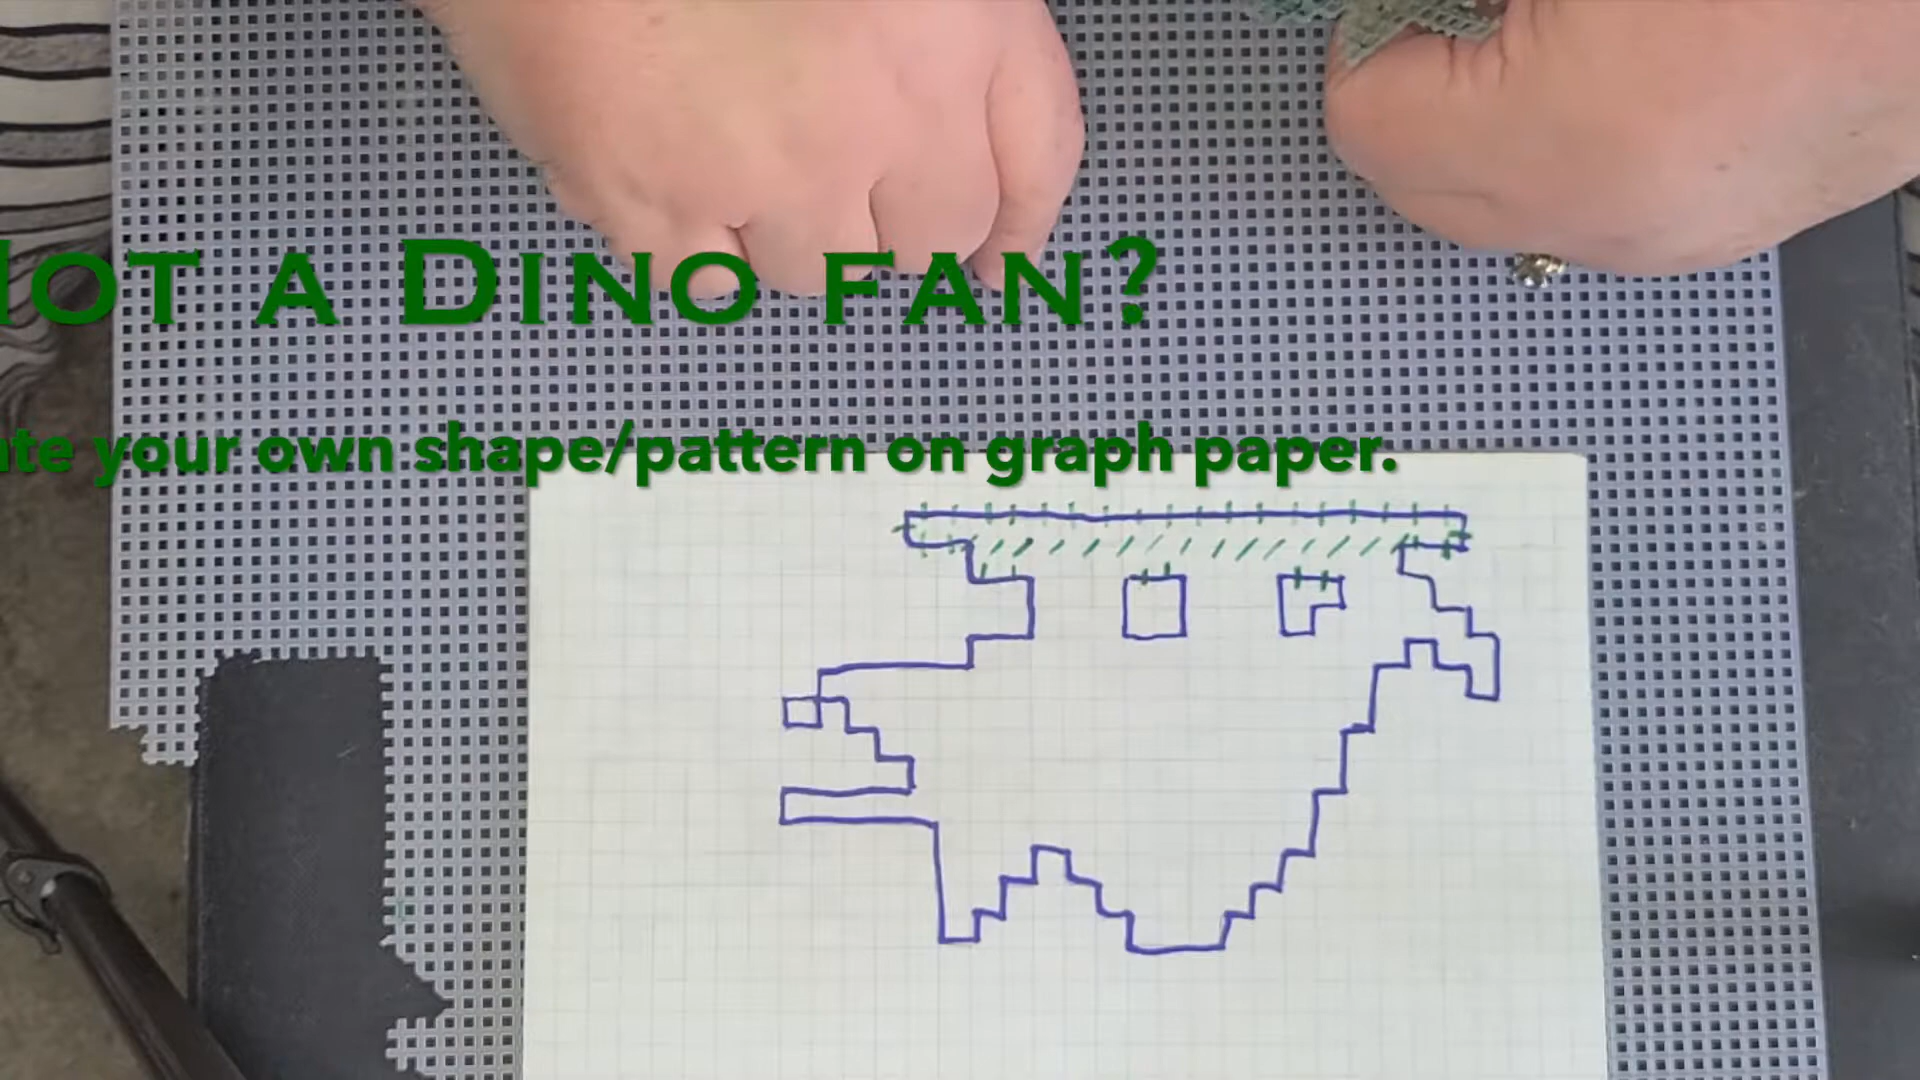 ot a Dino fan?
te your own shape/pattern on graph paper.